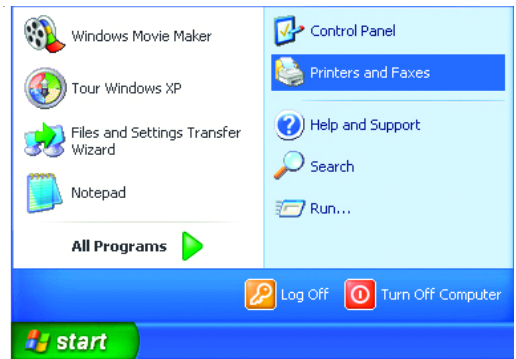 Windows Movie Maker
Tour Windows XP
Files and Settings Transfer
Wizard
Notepad
All Programs
Control Panel
Printers and Faxes
Help and Support
Search
Run...
Log Off
Turn Off Computer
start